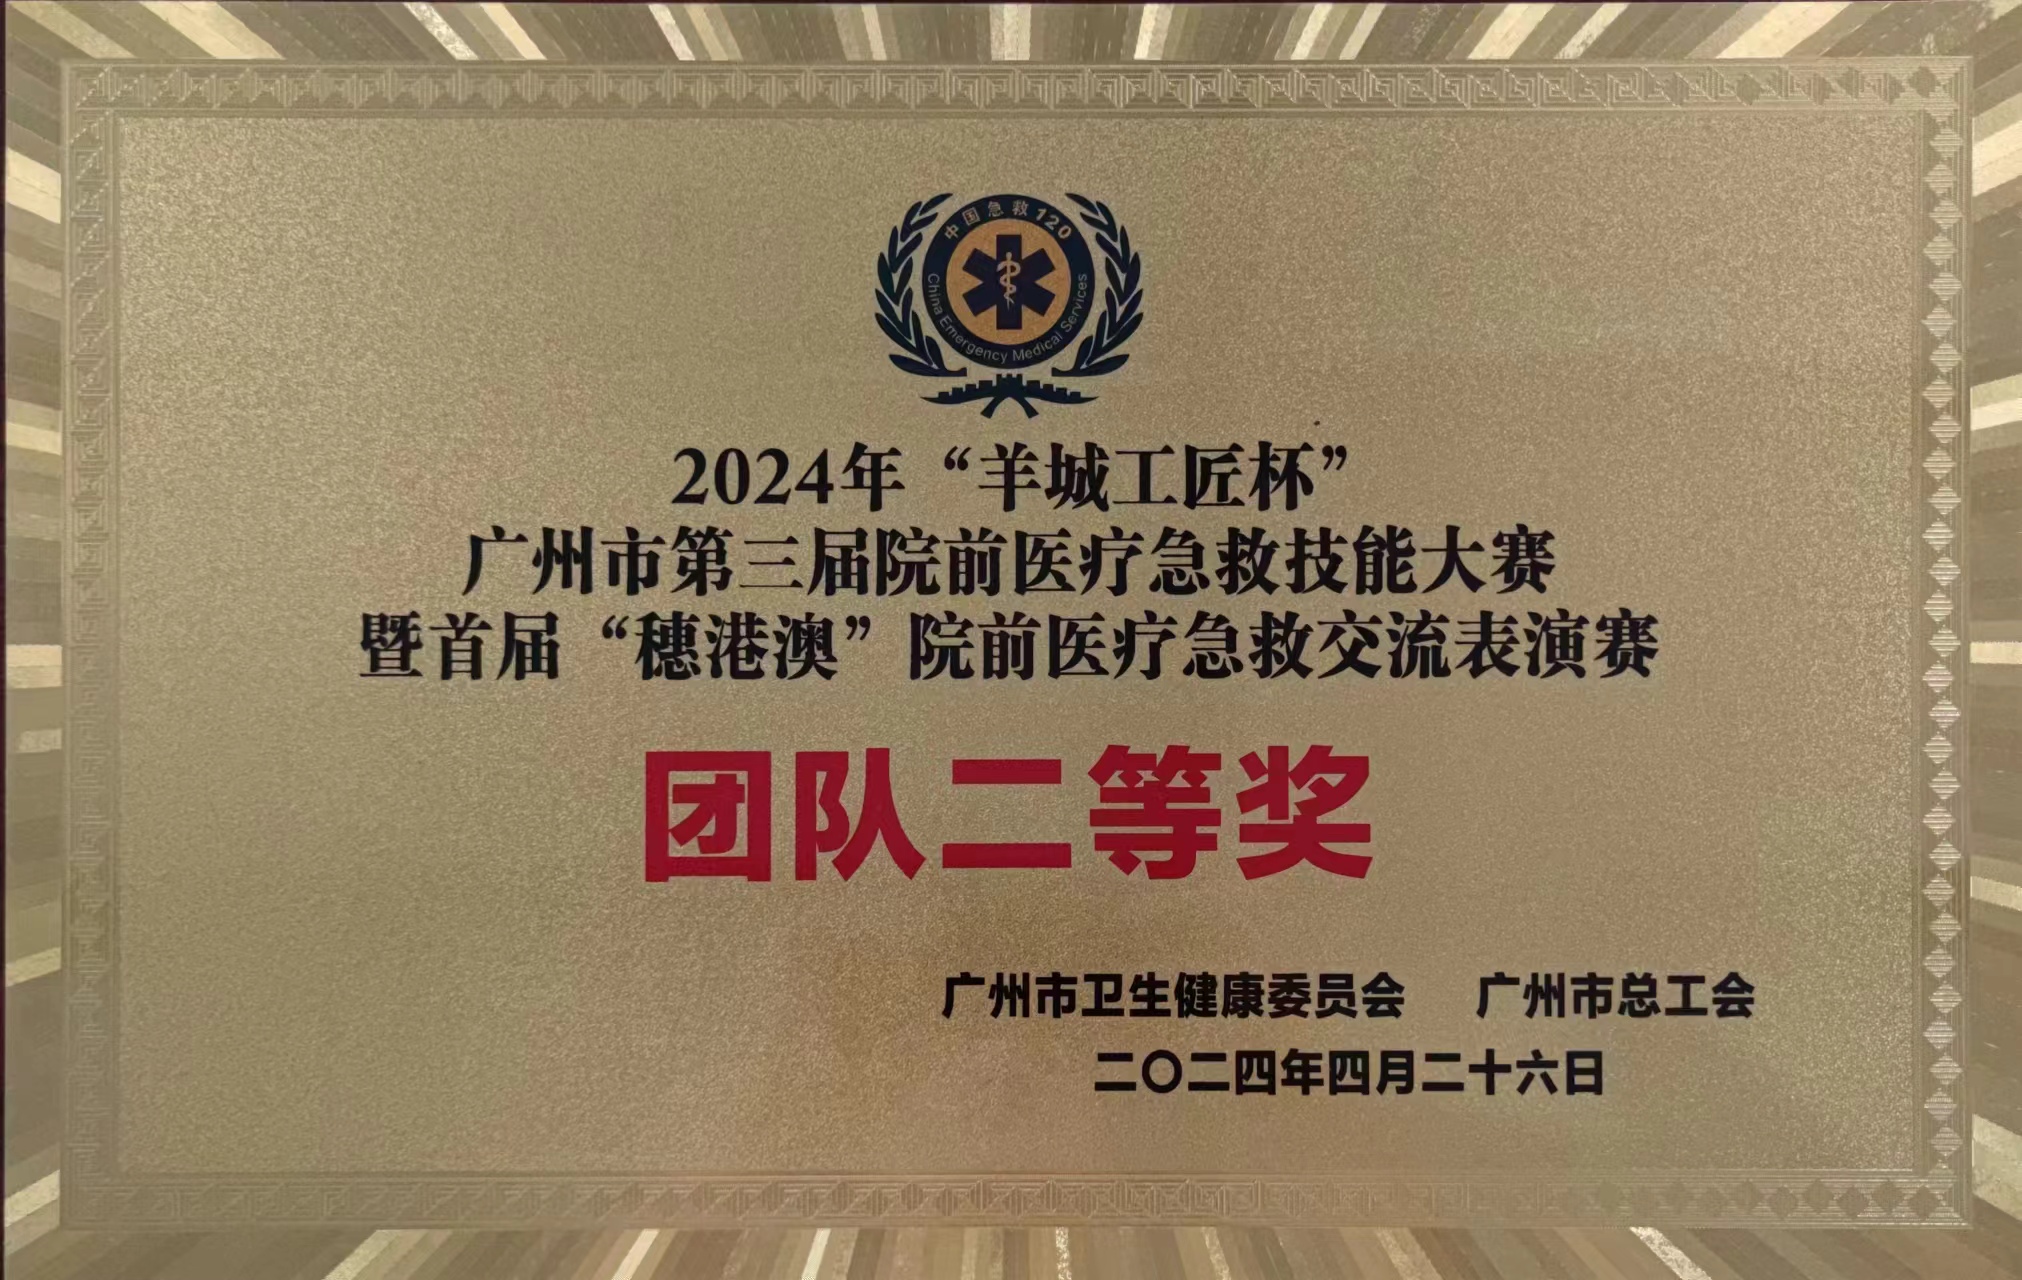 中国急救120
China Emergency Medical Services
2024年“羊城工匠杯”
广州市第三届院前医疗急救技能大赛
暨首届“穗港澳”院前医疗急救交流表演赛
团队二等奖
广州市卫生健康委员会 广州市总工会
二〇二四年四月二十六日